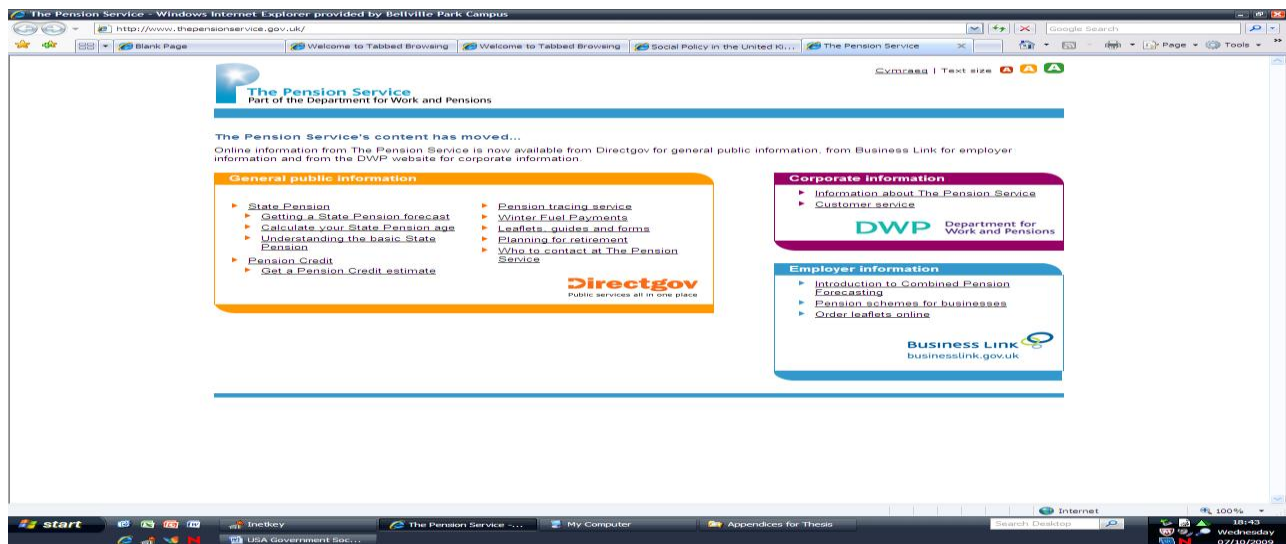 The Pension Service - Windows Internet Explorer provided by Bellville Park Campus
http://www.thepensionservice.gov.uk/
Google Search
Blank Page
Welcome to Tabbed Browsing
Welcome to Tabbed Browsing
Social Policy in the United Ki...
The Pension Service
Page
Tools
Cymraeg | Text size A A A
The Pension Service
Part of the Department for Work and Pensions
The Pension Service's content has moved...
Online information from The Pension Service is now available from Directgov for general public information, from Business Link for employer
information and from the DWP website for corporate information.
General public information
State Pension
Getting a State Pension forecast
Calculate your State Pension age
Understanding the basic State
Pension
Pension Credit
Get a Pension Credit estimate
Pension tracing service
Winter Fuel Payments
Leaflets, guides and forms
Planning for retirement
Who to contact at The Pension
Service
Directgov
Public services all in one place
Corporate information
Information about The Pension Service
Customer service
DWP Department for
Work and Pensions
Employer information
Introduction to Combined Pension
Forecasting
Pension schemes for businesses
Order leaflets online
Business Link
businesslink.gov.uk
Internet
100%
start
Inetkey
The Pension Service -...
My Computer
Appendices for Thesis
USA Government Soc...
Search Desktop
18:43
Wednesday
07/10/2009